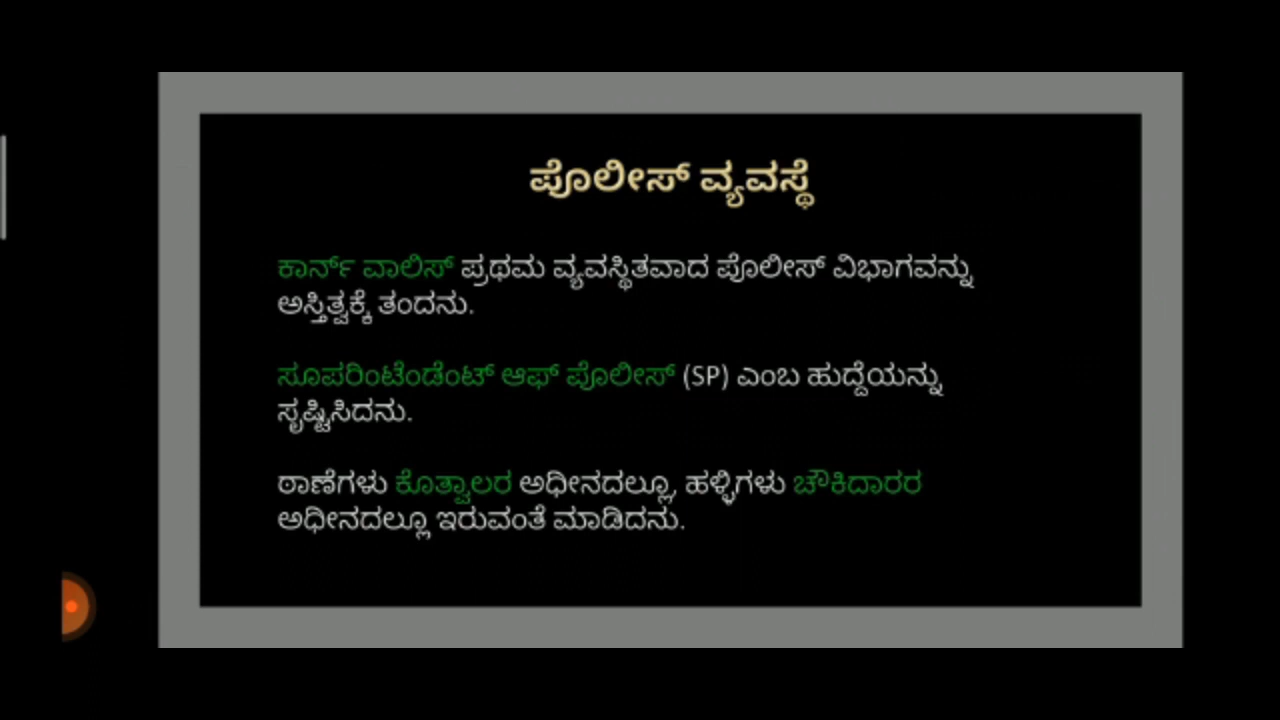 ಪೊಲೀಸ್ ವ್ಯವಸ್ಥೆ
ಕಾರ್ನ್ ವಾಲಿಸ್ ಪ್ರಥಮ ವ್ಯವಸ್ಥಿತವಾದ ಪೊಲೀಸ್ ವಿಭಾಗವನ್ನು
ಅಸ್ತಿತ್ವಕ್ಕೆ ತಂದನು.
ಸೂಪರಿಂಟೆಂಡೆಂಟ್ ಆಫ್ ಪೊಲೀಸ್ (SP) ಎಂಬ ಹುದ್ದೆಯನ್ನು
ಸೃಷ್ಟಿಸಿದನು.
ಠಾಣೆಗಳು ಕೊತ್ವಾಲರ ಅಧೀನದಲ್ಲೂ, ಹಳ್ಳಿಗಳು ಚೌಕಿದಾರರ
ಅಧೀನದಲ್ಲೂ ಇರುವಂತೆ ಮಾಡಿದನು.